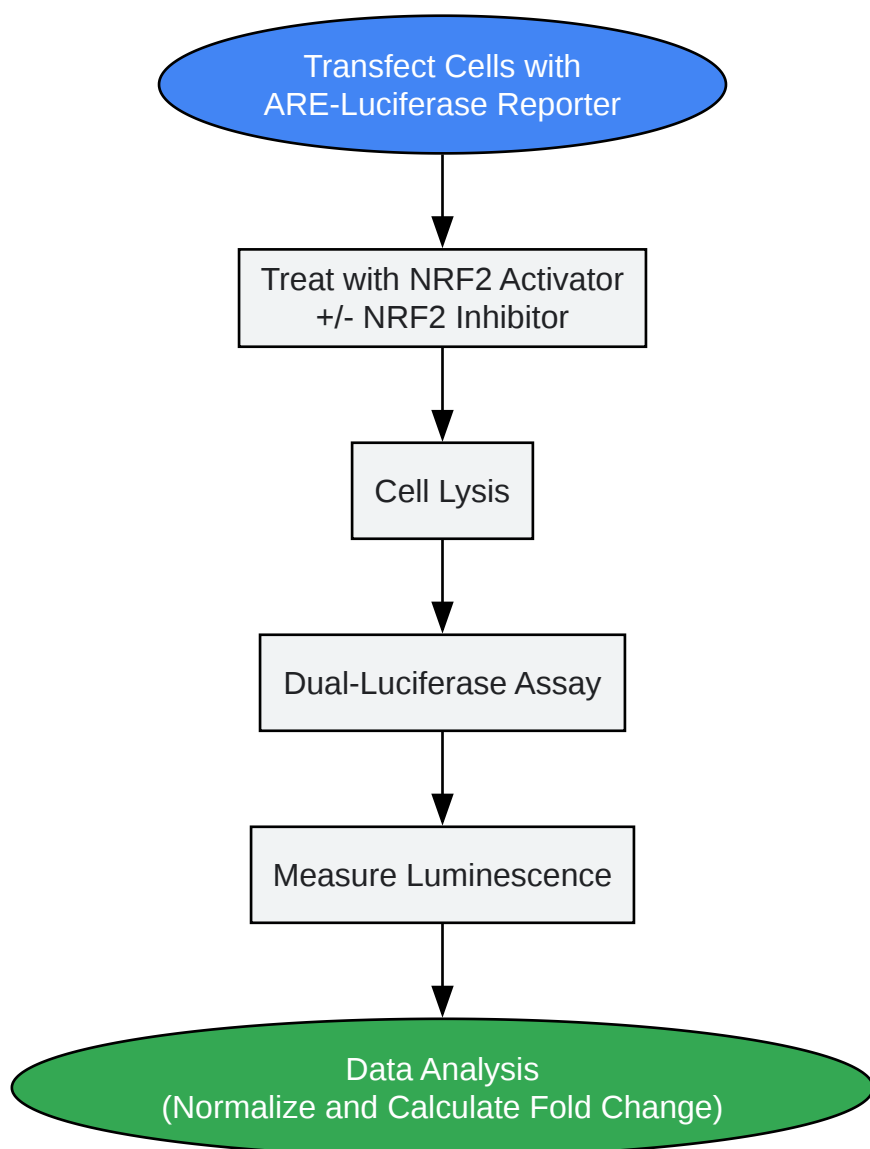 Transfect Cells with
ARE-Luciferase Reporter
Treat with NRF2 Activator
+/- NRF2 Inhibitor
Cell Lysis
Dual-Luciferase Assay
Measure Luminescence
Data Analysis
(Normalize and Calculate Fold Change)